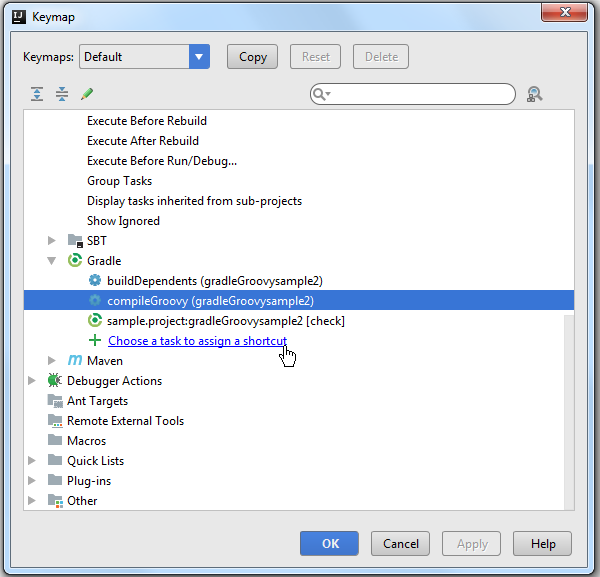 IJ Keymap
Keymaps: Default Copy Reset Delete
Execute Before Rebuild
Execute After Rebuild
Execute Before Run/Debug...
Group Tasks
Display tasks inherited from sub-projects
Show Ignored
SBT
Gradle
buildDependents (gradleGroovysample2)
compileGroovy (gradleGroovysample2)
sample.project:gradleGroovysample2 [check]
Choose a task to assign a shortcut
m Maven
Debugger Actions
Ant Targets
Remote External Tools
Macros
Quick Lists
Plug-ins
Other
OK Cancel Apply Help